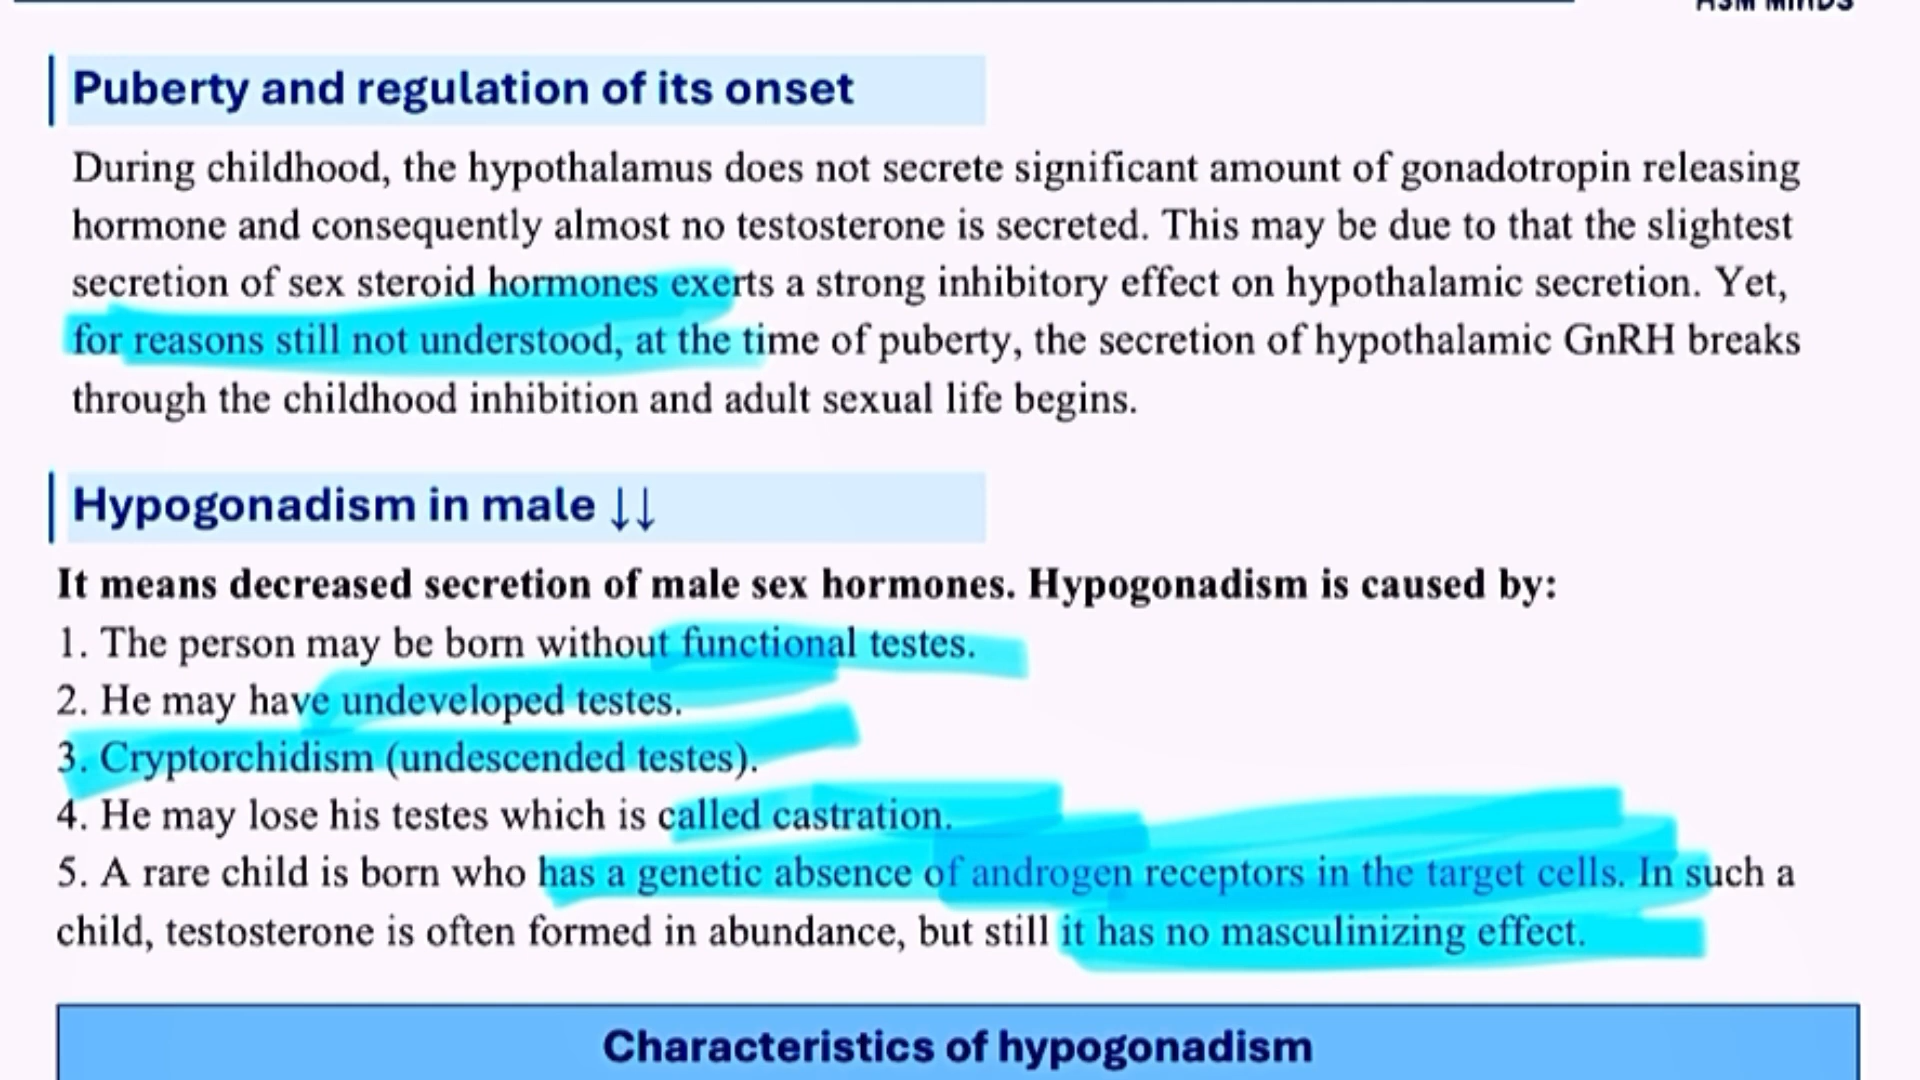 ASM MINDS
Puberty and regulation of its onset
During childhood, the hypothalamus does not secrete significant amount of gonadotropin releasing
hormone and consequently almost no testosterone is secreted. This may be due to that the slightest
secretion of sex steroid hormones exerts a strong inhibitory effect on hypothalamic secretion. Yet,
for reasons still not understood, at the time of puberty, the secretion of hypothalamic GnRH breaks
through the childhood inhibition and adult sexual life begins.
Hypogonadism in male ↓↓
It means decreased secretion of male sex hormones. Hypogonadism is caused by:
1. The person may be born without functional testes.
2. He may have undeveloped testes.
3. Cryptorchidism (undescended testes).
4. He may lose his testes which is called castration.
5. A rare child is born who has a genetic absence of androgen receptors in the target cells. In such a
child, testosterone is often formed in abundance, but still it has no masculinizing effect.
Characteristics of hypogonadism